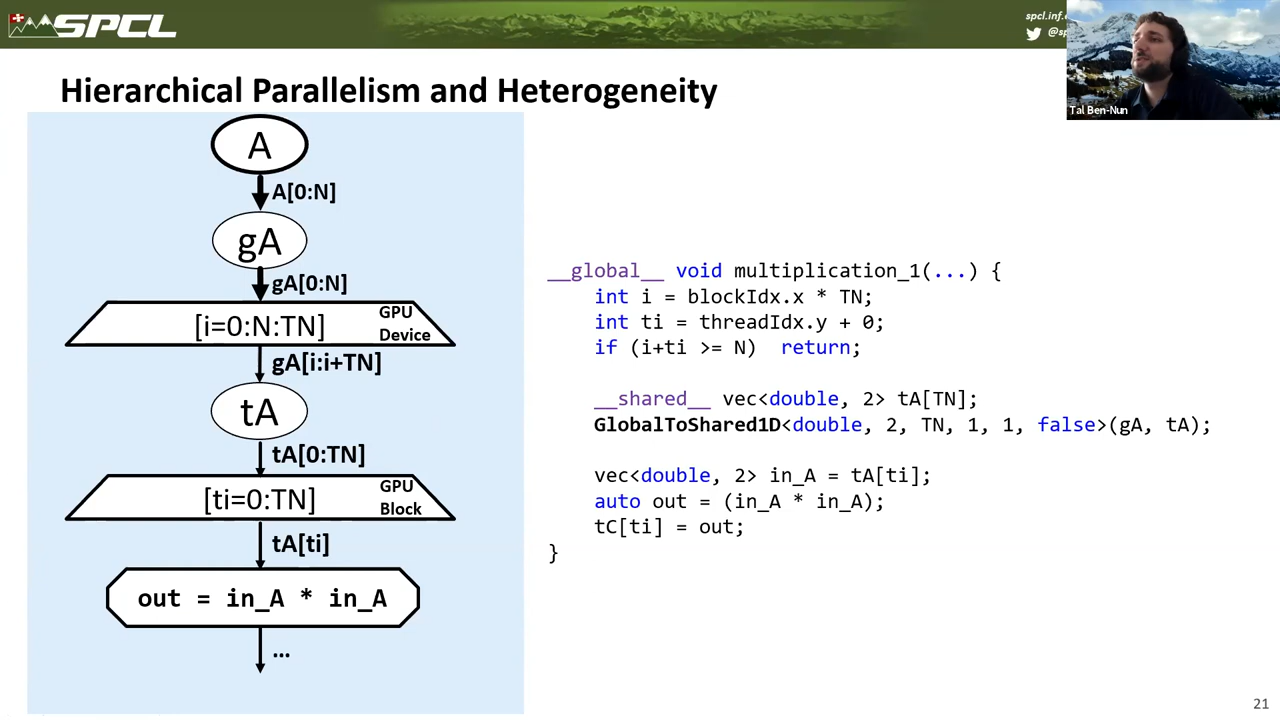 SPCL
spcl.inf.
@sp
Tal Ben-Nun
Hierarchical Parallelism and Heterogeneity
A
A[0:N]
gA
gA[0:N]
[i=0:N:TN]
GPU
Device
gA[i:i+TN]
tA
tA[0:TN]
[ti=0:TN]
GPU
Block
tA[ti]
out = in_A * in_A
…
__global__ void multiplication_1(...) {
int i = blockIdx.x * TN;
int ti = threadIdx.y + 0;
if (i+ti >= N)  return;
__shared__ vec<double, 2> tA[TN];
GlobalToShared1D<double, 2, TN, 1, 1, false>(gA, tA);
vec<double, 2> in_A = tA[ti];
auto out = (in_A * in_A);
tC[ti] = out;
}
21